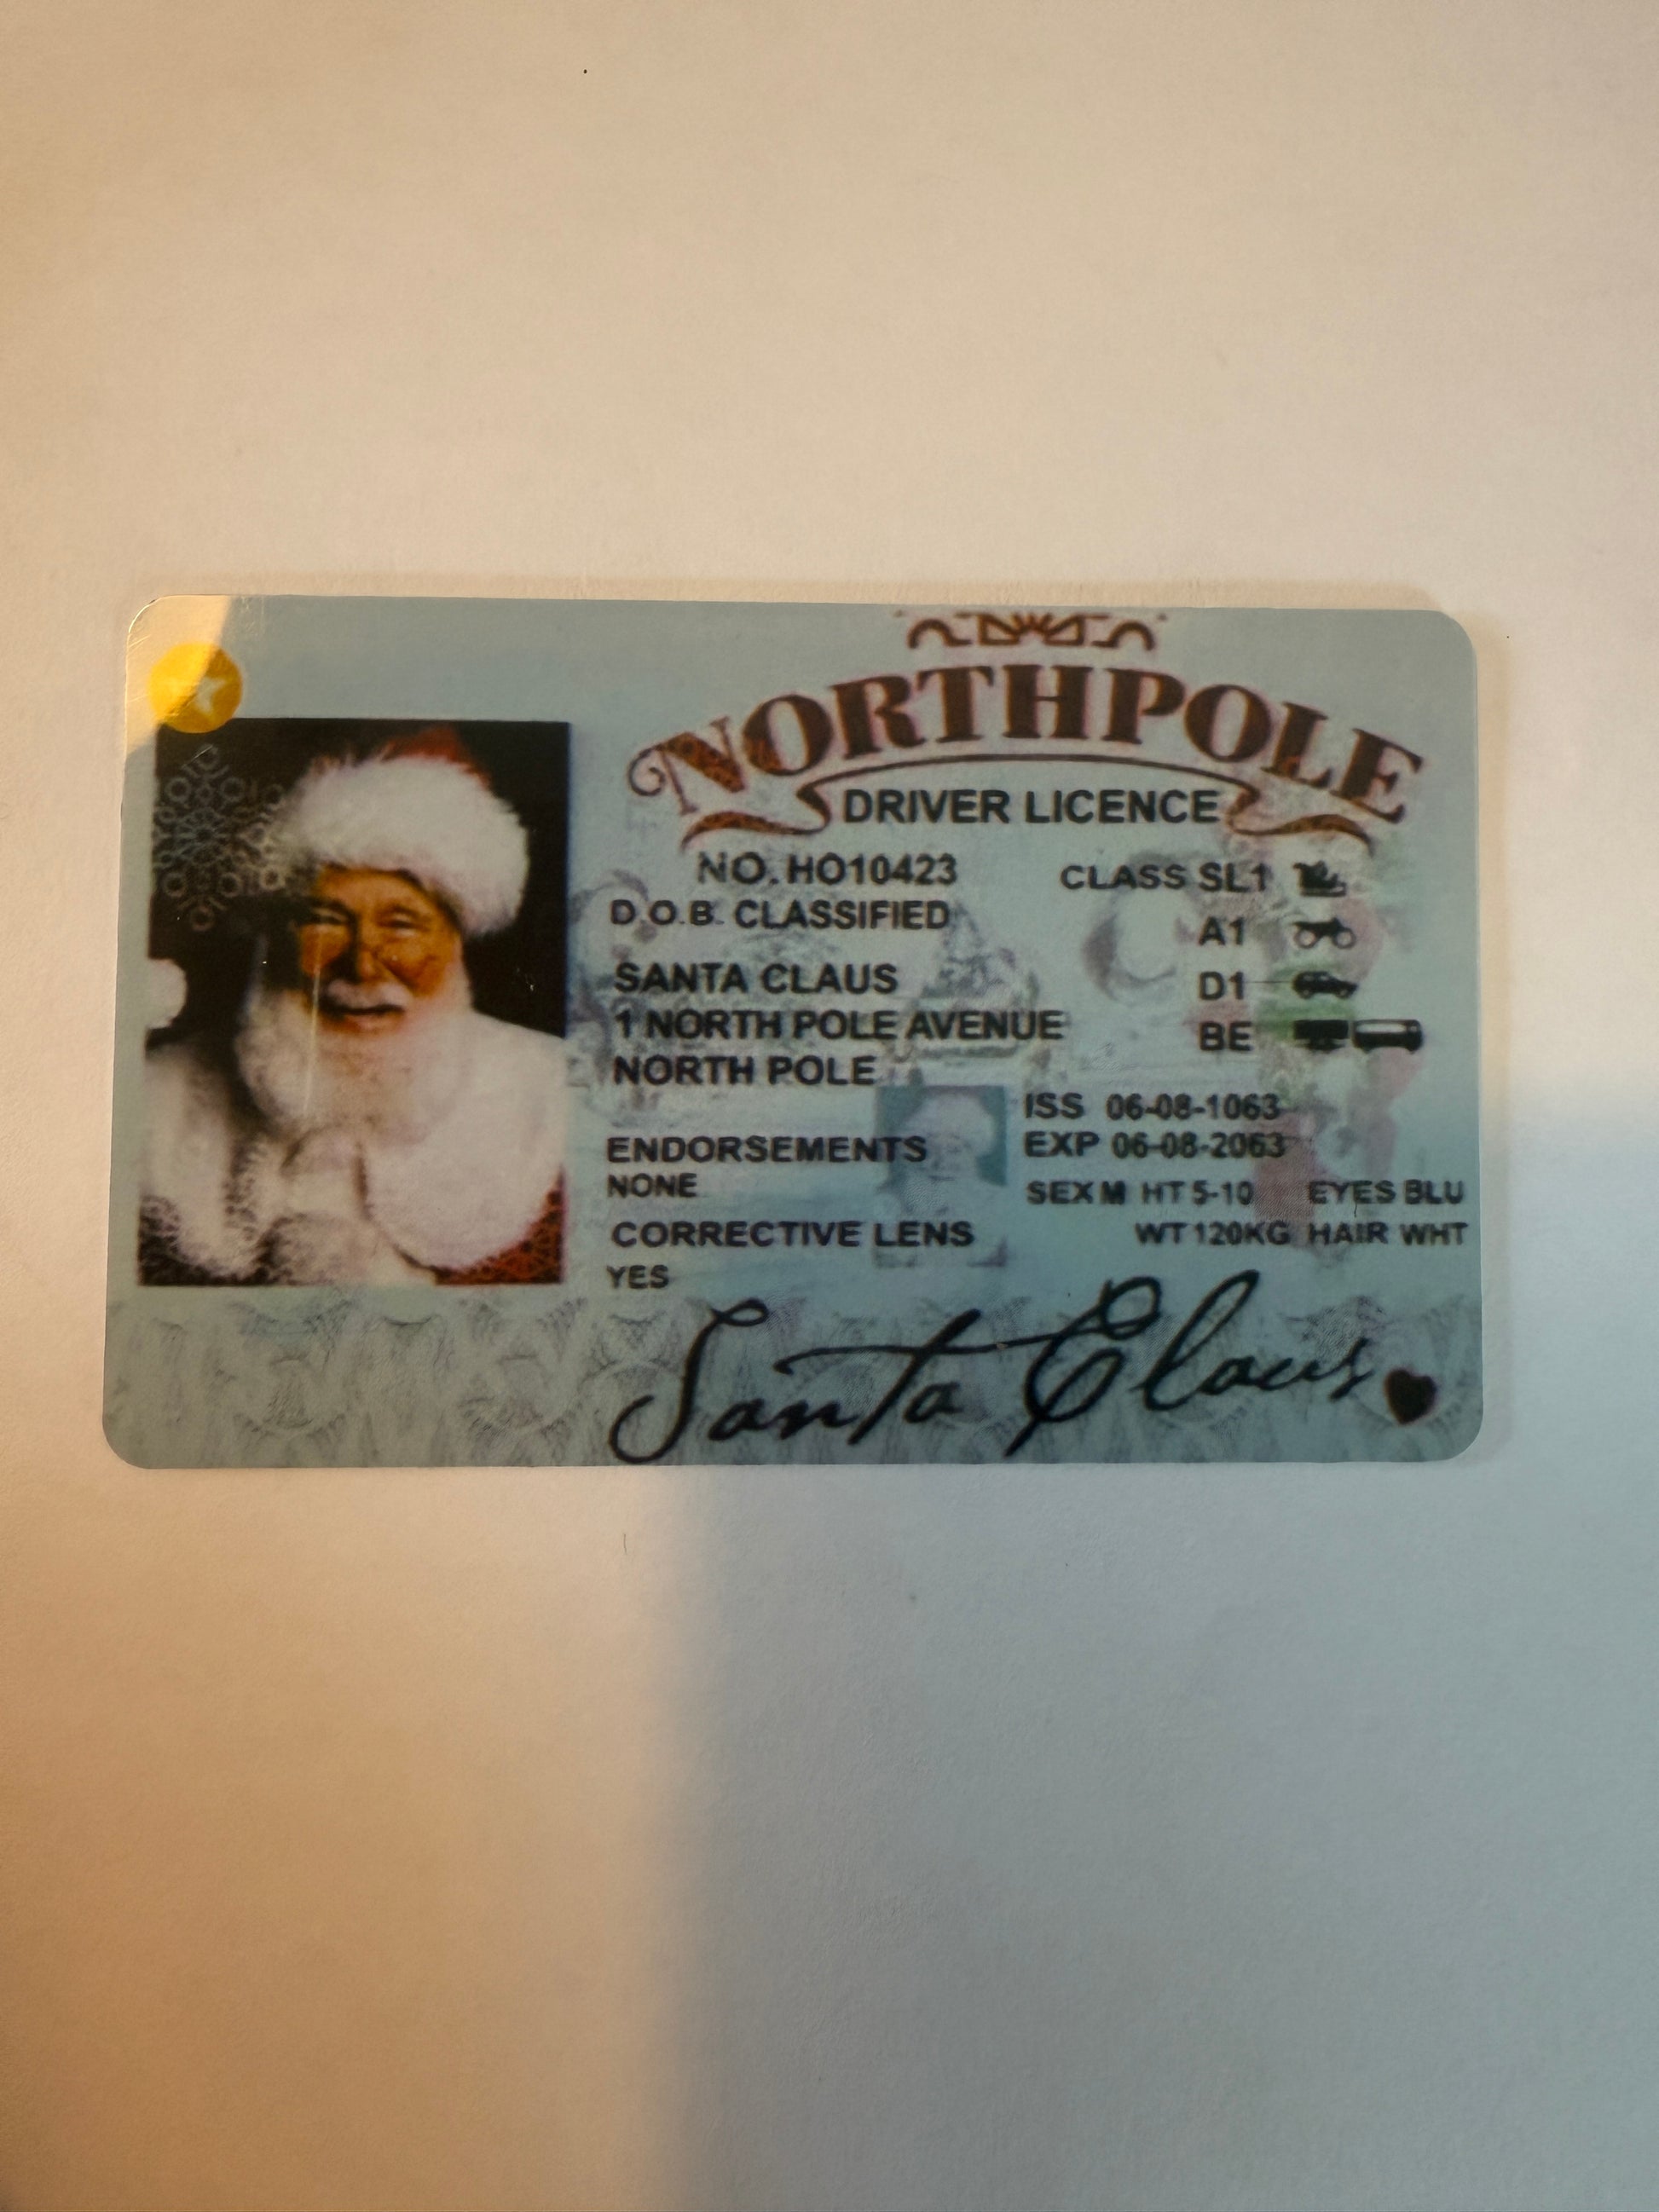 NORTHPOLE
DRIVER LICENCE
NO. HO10423
D.O.B. CLASSIFIED
SANTA CLAUS
1 NORTH POLE AVENUE
NORTH POLE
CLASS SL1
A1
D1
BE
ISS 06-08-1063
EXP 06-08-2063
ENDORSEMENTS
NONE
SEX M HT 5-10 EYES BLU
WT 120KG HAIR WHT
CORRECTIVE LENS
YES
Santa Claus